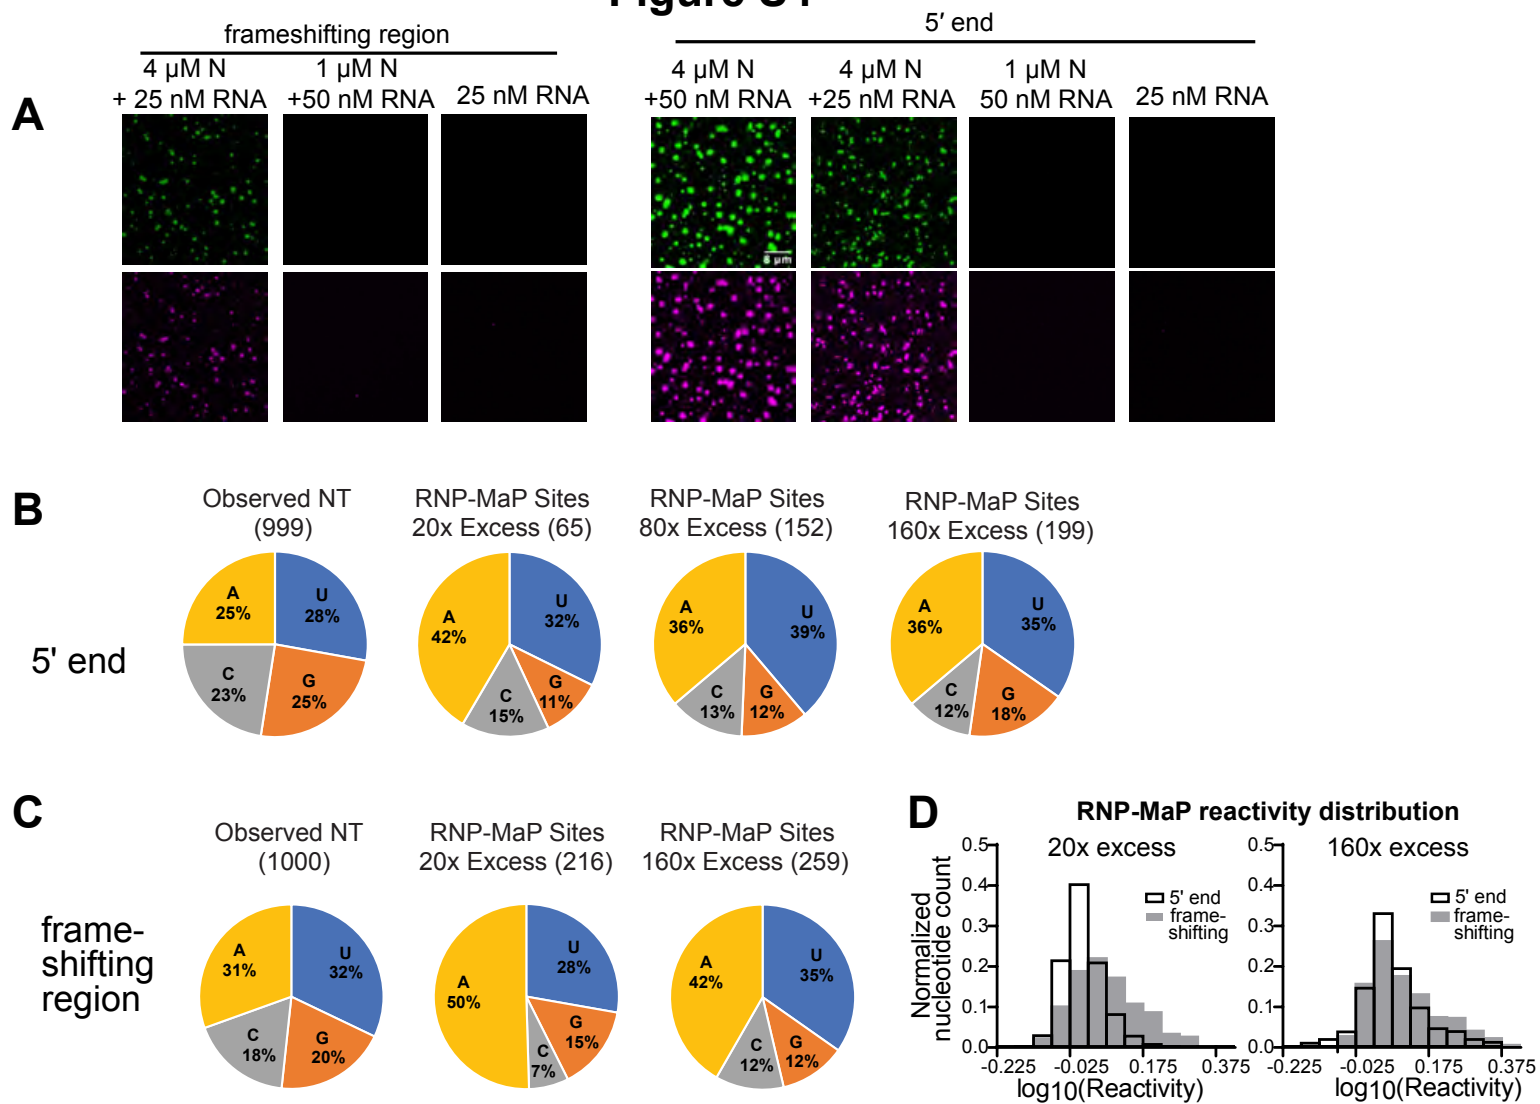 frameshifting region
5′ end
4 µM N
+ 25 nM RNA
1 µM N
+50 nM RNA
25 nM RNA
4 µM N
+50 nM RNA
4 µM N
+25 nM RNA
1 µM N
50 nM RNA
25 nM RNA
A
8 µm
B
Observed NT
(999)
RNP-MaP Sites
20x Excess (65)
RNP-MaP Sites
80x Excess (152)
RNP-MaP Sites
160x Excess (199)
5' end
A
25%
U
28%
C
23%
G
25%
A
42%
U
32%
C
15%
G
11%
A
36%
U
39%
C
13%
G
12%
A
36%
U
35%
C
12%
G
18%
C
Observed NT
(1000)
RNP-MaP Sites
20x Excess (216)
RNP-MaP Sites
160x Excess (259)
frame-
shifting
region
A
31%
U
32%
C
18%
G
20%
A
50%
U
28%
C
7%
G
15%
A
42%
U
35%
C
12%
G
12%
D
RNP-MaP reactivity distribution
20x excess
Normalized
nucleotide count
0.5
0.4
0.3
0.2
0.1
0.0
5' end
frame-
shifting
-0.225 -0.025 0.175 0.375
log10(Reactivity)
160x excess
0.5
0.4
0.3
0.2
0.1
0.0
5' end
frame-
shifting
-0.225 -0.025 0.175 0.375
log10(Reactivity)